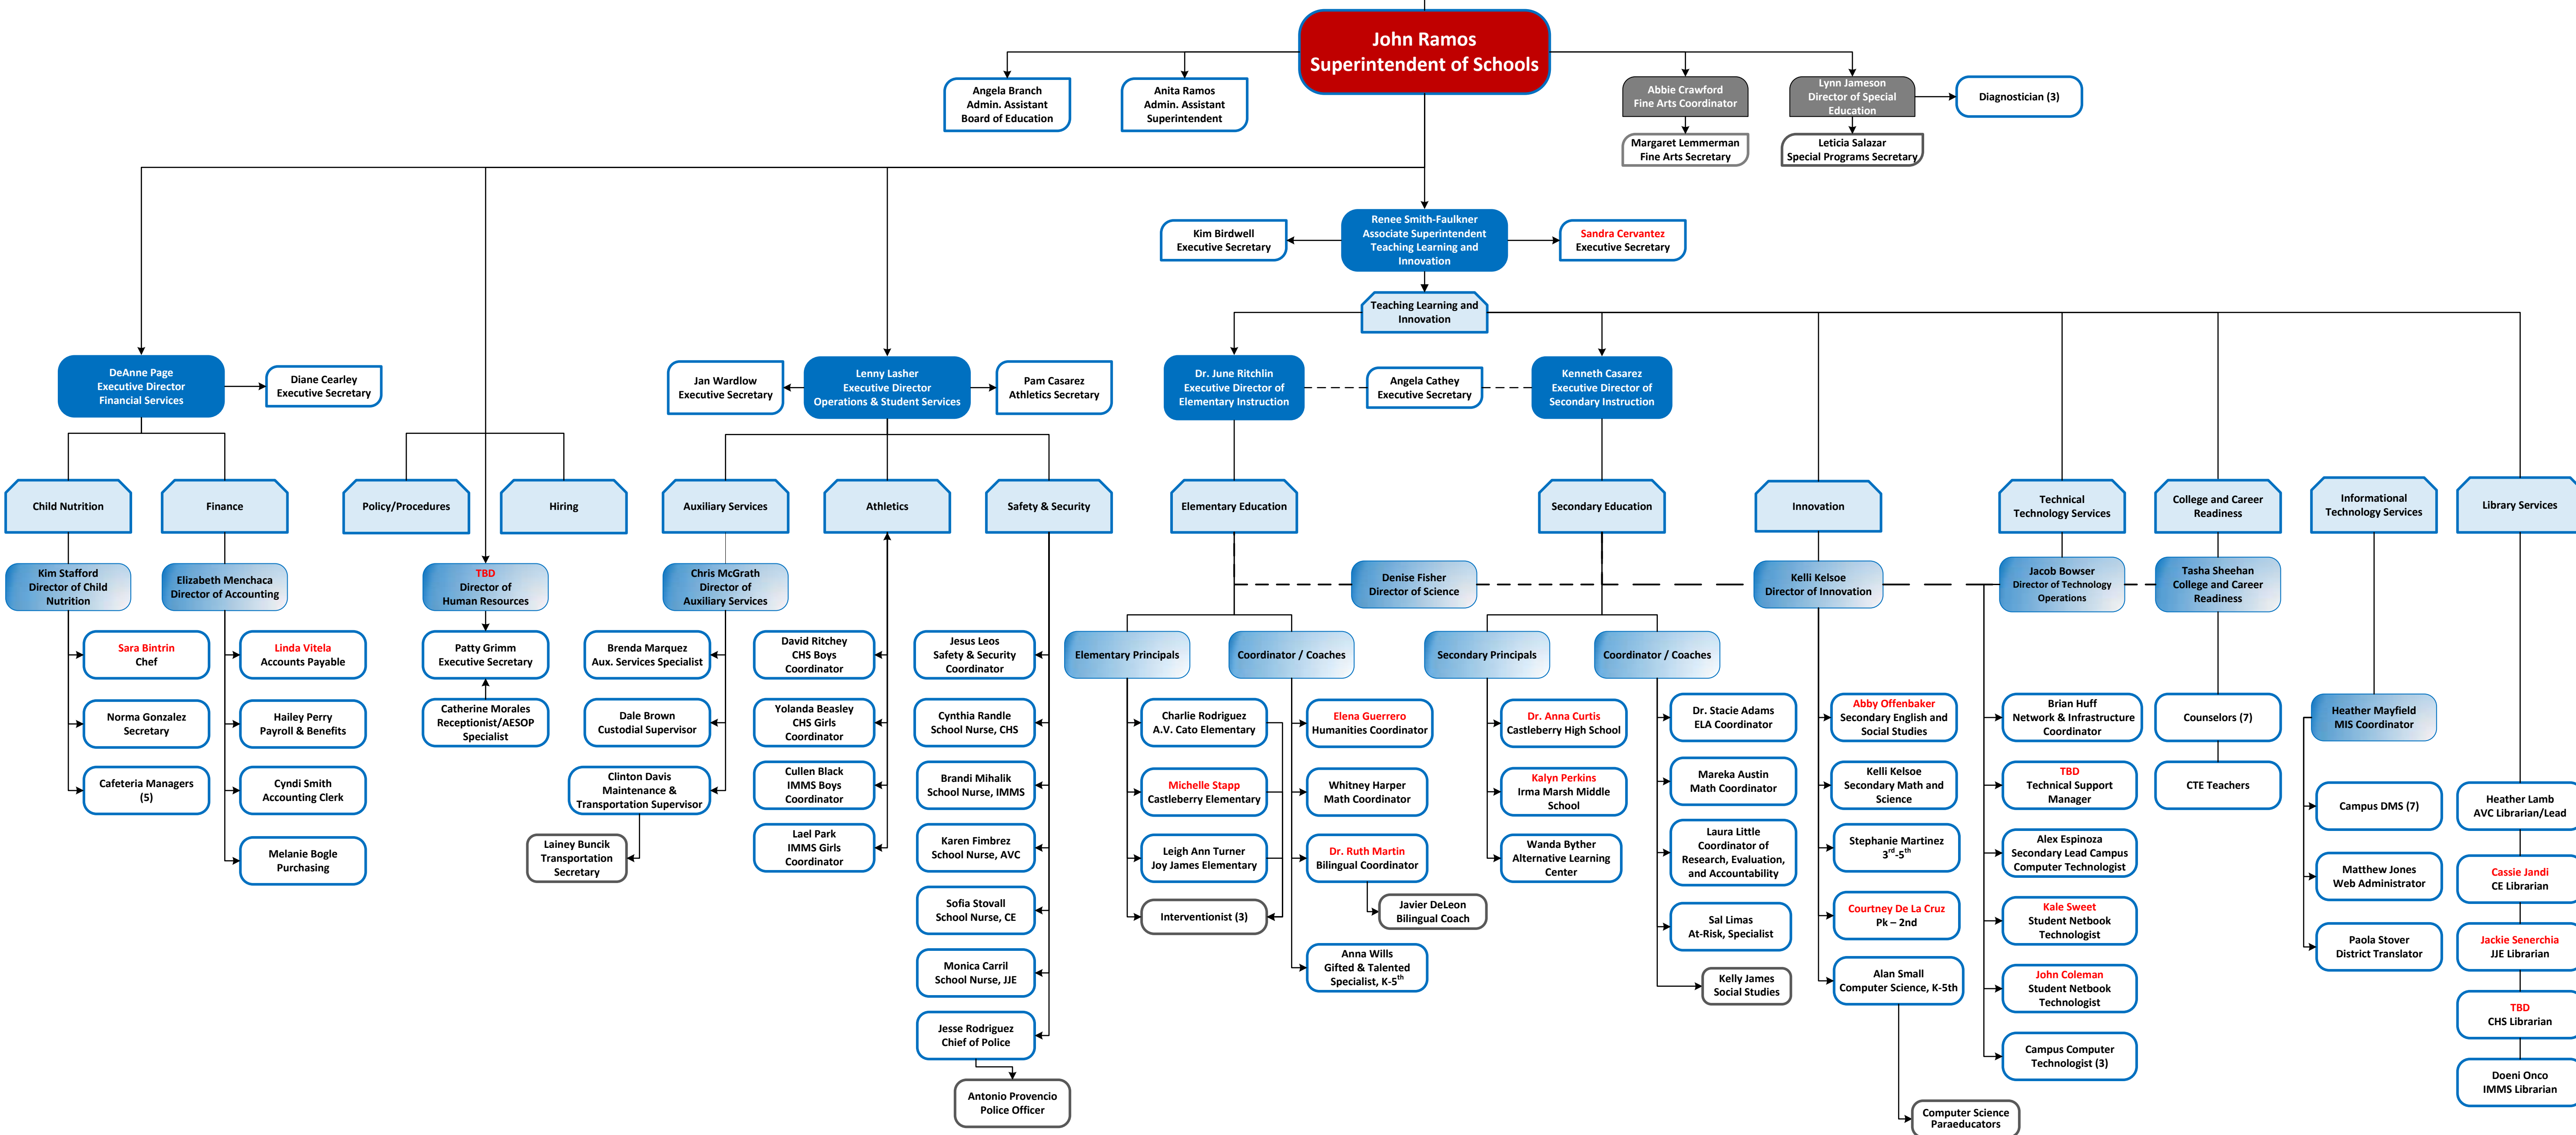 John Ramos
Superintendent of Schools
Angela Branch
Admin. Assistant
Board of Education
Anita Ramos
Admin. Assistant
Superintendent
Abbie Crawford
Fine Arts Coordinator
Lynn Jameson
Director of Special
Education
Diagnostician (3)
Margaret Lemmerman
Fine Arts Secretary
Leticia Salazar
Special Programs Secretary
Kim Birdwell
Executive Secretary
Renee Smith-Faulkner
Associate Superintendent
Teaching Learning and
Innovation
Sandra Cervantez
Executive Secretary
Teaching Learning and
Innovation
DeAnne Page
Executive Director
Financial Services
Diane Cearley
Executive Secretary
Jan Wardlow
Executive Secretary
Lenny Lasher
Executive Director
Operations & Student Services
Pam Casarez
Athletics Secretary
Dr. June Ritchlin
Executive Director of
Elementary Instruction
Angela Cathey
Executive Secretary
Kenneth Casarez
Executive Director of
Secondary Instruction
Child Nutrition
Finance
Policy/Procedures
Hiring
Auxiliary Services
Athletics
Safety & Security
Elementary Education
Secondary Education
Innovation
Technical
Technology Services
College and Career
Readiness
Informational
Technology Services
Library Services
Kim Stafford
Director of Child
Nutrition
Elizabeth Menchaca
Director of Accounting
TBD
Director of
Human Resources
Chris McGrath
Director of
Auxiliary Services
Denise Fisher
Director of Science
Kelli Kelsoe
Director of Innovation
Jacob Bowser
Director of Technology
Operations
Tasha Sheehan
College and Career
Readiness
Sara Bintrin
Chef
Norma Gonzalez
Secretary
Cafeteria Managers
(5)
Linda Vitela
Accounts Payable
Hailey Perry
Payroll & Benefits
Cyndi Smith
Accounting Clerk
Melanie Bogle
Purchasing
Patty Grimm
Executive Secretary
Catherine Morales
Receptionist/AESOP
Specialist
Brenda Marquez
Aux. Services Specialist
Dale Brown
Custodial Supervisor
Clinton Davis
Maintenance &
Transportation Supervisor
Lainey Buncik
Transportation
Secretary
David Ritchey
CHS Boys
Coordinator
Yolanda Beasley
CHS Girls
Coordinator
Cullen Black
IMMS Boys
Coordinator
Lael Park
IMMS Girls
Coordinator
Jesus Leos
Safety & Security
Coordinator
Cynthia Randle
School Nurse, CHS
Brandi Mihalik
School Nurse, IMMS
Karen Fimbrez
School Nurse, AVC
Sofia Stovall
School Nurse, CE
Monica Carril
School Nurse, JJE
Jesse Rodriguez
Chief of Police
Antonio Provencio
Police Officer
Elementary Principals
Charlie Rodriguez
A.V. Cato Elementary
Michelle Stapp
Castleberry Elementary
Leigh Ann Turner
Joy James Elementary
Interventionist (3)
Coordinator / Coaches
Elena Guerrero
Humanities Coordinator
Whitney Harper
Math Coordinator
Dr. Ruth Martin
Bilingual Coordinator
Javier DeLeon
Bilingual Coach
Anna Wills
Gifted & Talented
Specialist, K-5th
Secondary Principals
Dr. Anna Curtis
Castleberry High School
Kalyn Perkins
Irma Marsh Middle
School
Wanda Byther
Alternative Learning
Center
Coordinator / Coaches
Dr. Stacie Adams
ELA Coordinator
Mareka Austin
Math Coordinator
Laura Little
Coordinator of
Research, Evaluation,
and Accountability
Sal Limas
At-Risk, Specialist
Kelly James
Social Studies
Abby Offenbaker
Secondary English and
Social Studies
Kelli Kelsoe
Secondary Math and
Science
Stephanie Martinez
3rd-5th
Courtney De La Cruz
Pk – 2nd
Alan Small
Computer Science, K-5th
Computer Science
Paraeducators
Brian Huff
Network & Infrastructure
Coordinator
TBD
Technical Support
Manager
Alex Espinoza
Secondary Lead Campus
Computer Technologist
Kale Sweet
Student Netbook
Technologist
John Coleman
Student Netbook
Technologist
Campus Computer
Technologist (3)
Counselors (7)
CTE Teachers
Heather Mayfield
MIS Coordinator
Campus DMS (7)
Matthew Jones
Web Administrator
Paola Stover
District Translator
Heather Lamb
AVC Librarian/Lead
Cassie Jandi
CE Librarian
Jackie Senerchia
JJE Librarian
TBD
CHS Librarian
Doeni Onco
IMMS Librarian